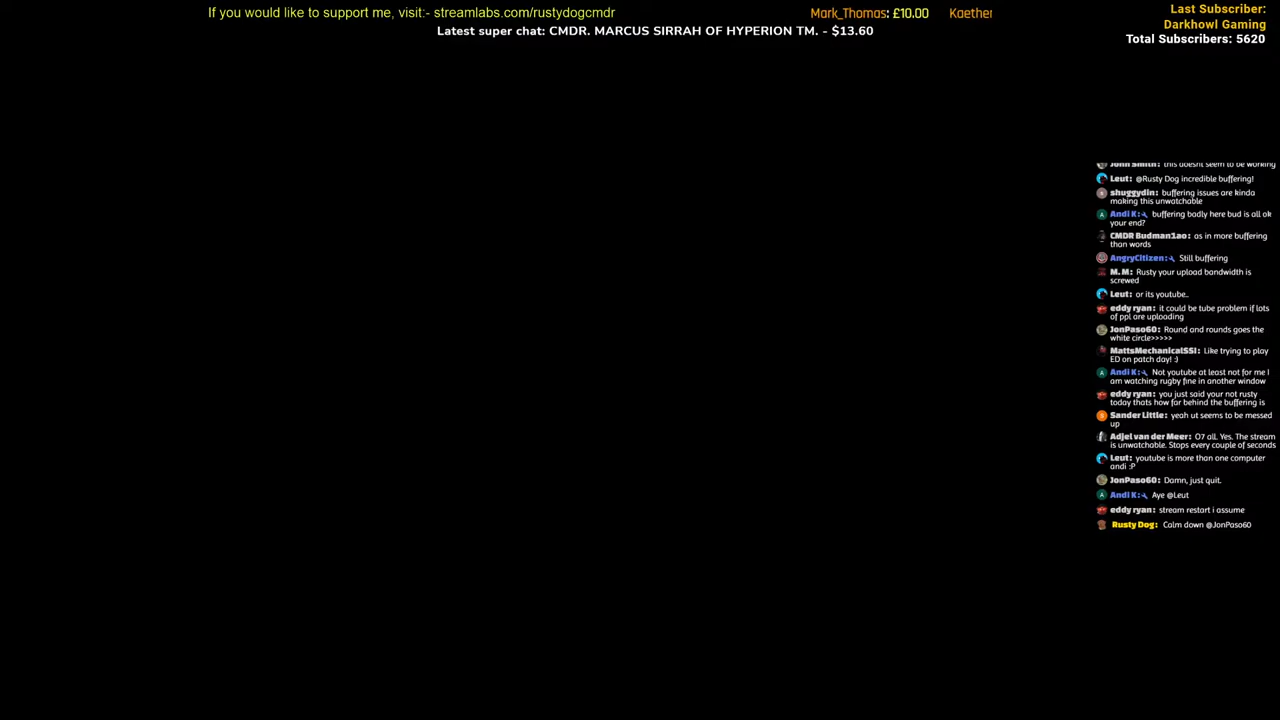 If you would like to support me, visit:- streamlabs.com/rustydogcmdr
Mark_Thomas: £10.00 Kaether
Last Subscriber:
Darkhowl Gaming
Total Subscribers: 5620
Latest super chat: CMDR. MARCUS SIRRAH OF HYPERION TM. - $13.60
John Smith: this doesnt seem to be working
Leut: @Rusty Dog incredible buffering!
shuggydin: buffering issues are kinda
making this unwatchable
Andi K: buffering badly here bud is all ok
your end?
CMDR Budman1ao: as in more buffering
than words
AngryCitizen: Still buffering
M. M: Rusty your upload bandwidth is
screwed
Leut: or its youtube..
eddy ryan: it could be tube problem if lots
of ppl are uploading
JonPaso60: Round and rounds goes the
white circle>>>>>
MattsMechanicalSSI: Like trying to play
ED on patch day! :)
Andi K: Not youtube at least not for me I
am watching rugby fine in another window
eddy ryan: you just said your not rusty
today thats how far behind the buffering is
Sander Little: yeah ut seems to be messed
up
Adjel van der Meer: O7 all. Yes. The stream
is unwatchable. Stops every couple of seconds
Leut: youtube is more than one computer
andi :P
JonPaso60: Damn, just quit.
Andi K: Aye @Leut
eddy ryan: stream restart i assume
Rusty Dog: Calm down @JonPaso60